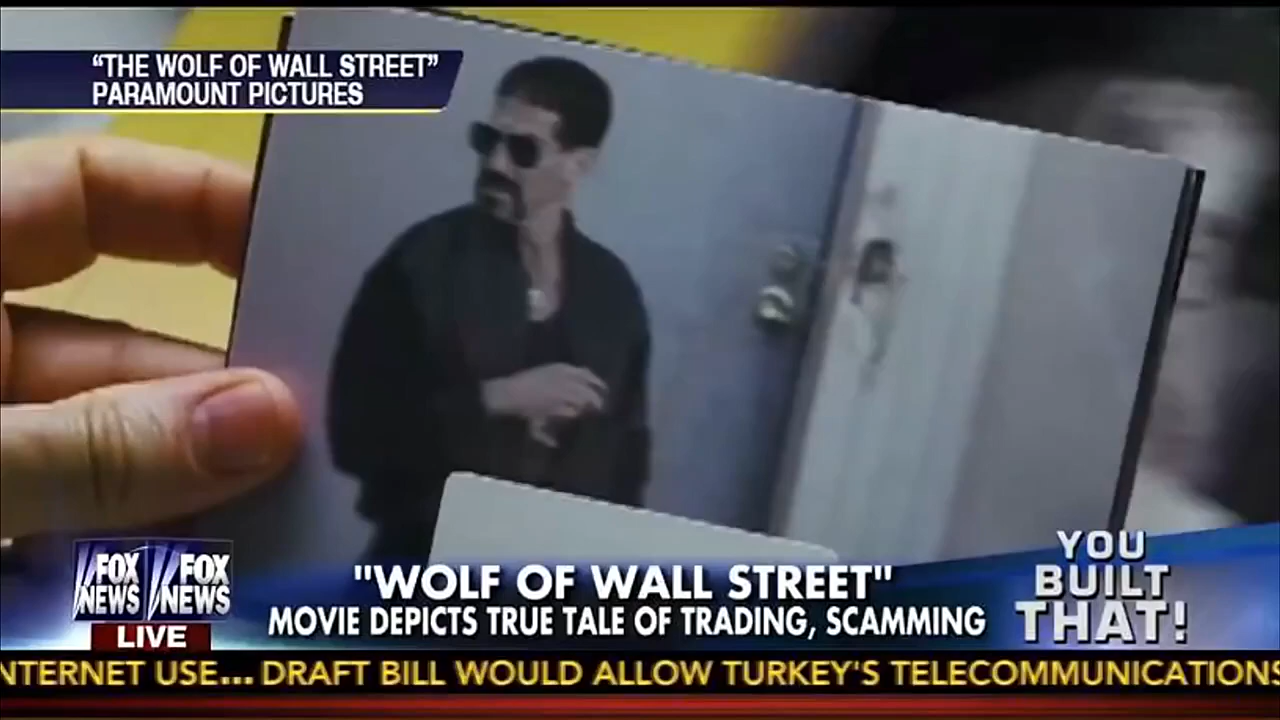 “THE WOLF OF WALL STREET”
PARAMOUNT PICTURES
FOX NEWS
FOX NEWS
LIVE
"WOLF OF WALL STREET"
MOVIE DEPICTS TRUE TALE OF TRADING, SCAMMING
YOU
BUILT
THAT!
NTERNET USE... DRAFT BILL WOULD ALLOW TURKEY'S TELECOMMUNICATIONS